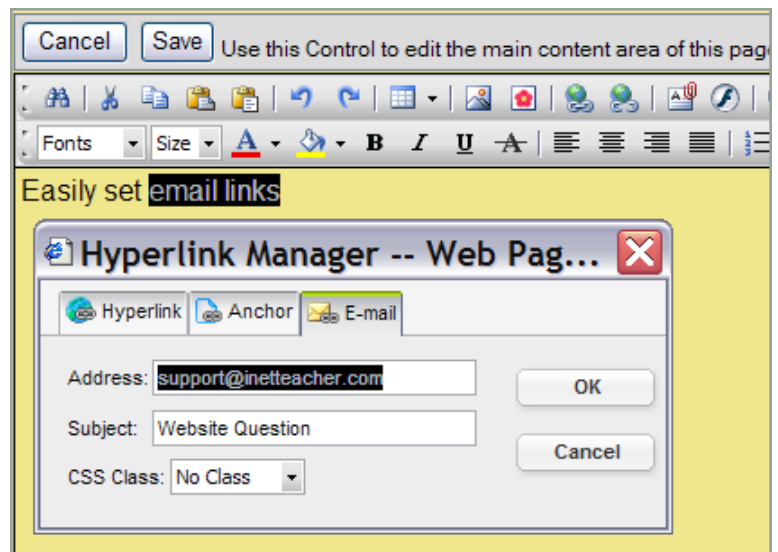 Cancel Save Use this Control to edit the main content area of this pag
Fonts Size A B I U A
Easily set email links
Hyperlink Manager -- Web Pag...
Hyperlink Anchor E-mail
Address: support@inetteacher.com
OK
Subject: Website Question
Cancel
CSS Class: No Class